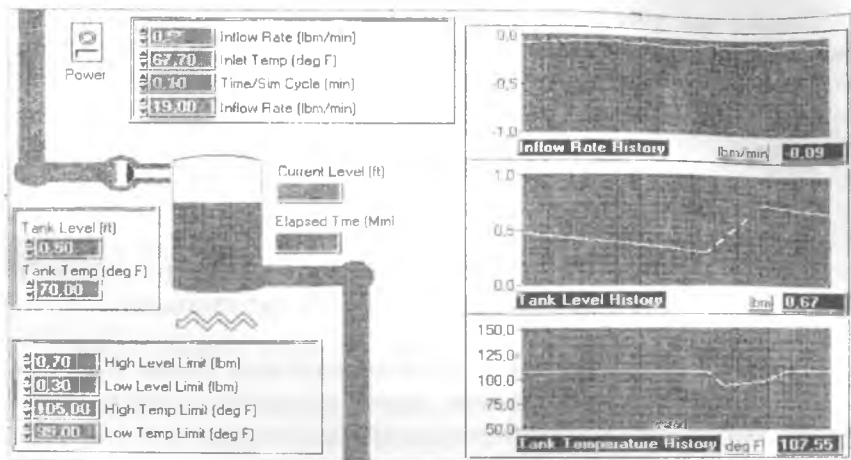 Power
Inflow Rate (lbm/min)
67,70 Inlet Temp (deg F)
0,10 Time/Sim Cycle (min)
19,00 Inflow Rate (lbm/min)
Current Level (ft)
Elapsed Tme (Min)
Tank Level (ft)
0,50
Tank Temp (deg F)
70,00
0,70 High Level Limit (lbm)
0,30 Low Level Limit (lbm)
105,00 High Temp Limit (deg F)
Low Temp Limit (deg F)
0,0
-0,5
-1,0
Inflow Rate History lbm/min -0,09
1,0
0,5
0,0
Tank Level History lbm 0,67
150,0
125,0
100,0
75,0
50,0
Tank Temperature History deg F 107,55